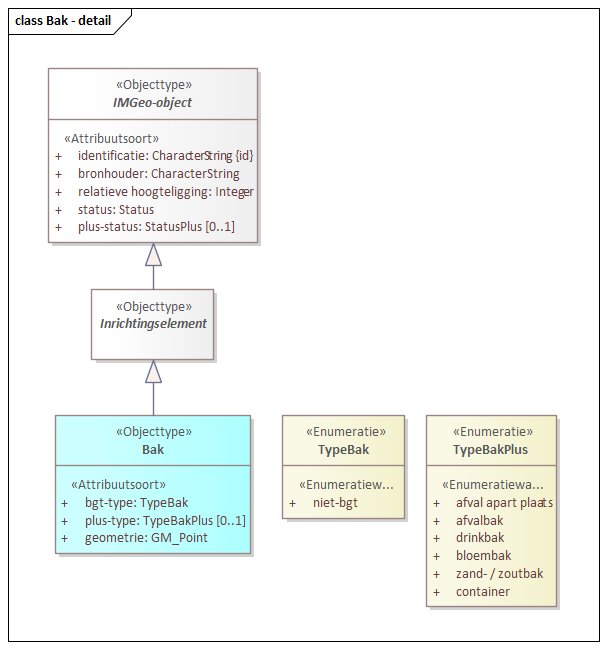 class Bak - detail
«Objecttype»
IMGeo-object
«Attribuutsoort»
+ identificatie: CharacterString {id}
+ bronhouder: CharacterString
+ relatieve hoogteligging: Integer
+ status: Status
+ plus-status: StatusPlus [0..1]
«Objecttype»
Inrichtingselement
«Objecttype»
Bak
«Attribuutsoort»
+ bgt-type: TypeBak
+ plus-type: TypeBakPlus [0..1]
+ geometrie: GM_Point
«Enumeratie»
TypeBak
«Enumeratiew...
+ niet-bgt
«Enumeratie»
TypeBakPlus
«Enumeratiewa...
+ afval apart plaats
+ afvalbak
+ drinkbak
+ bloembak
+ zand- / zoutbak
+ container